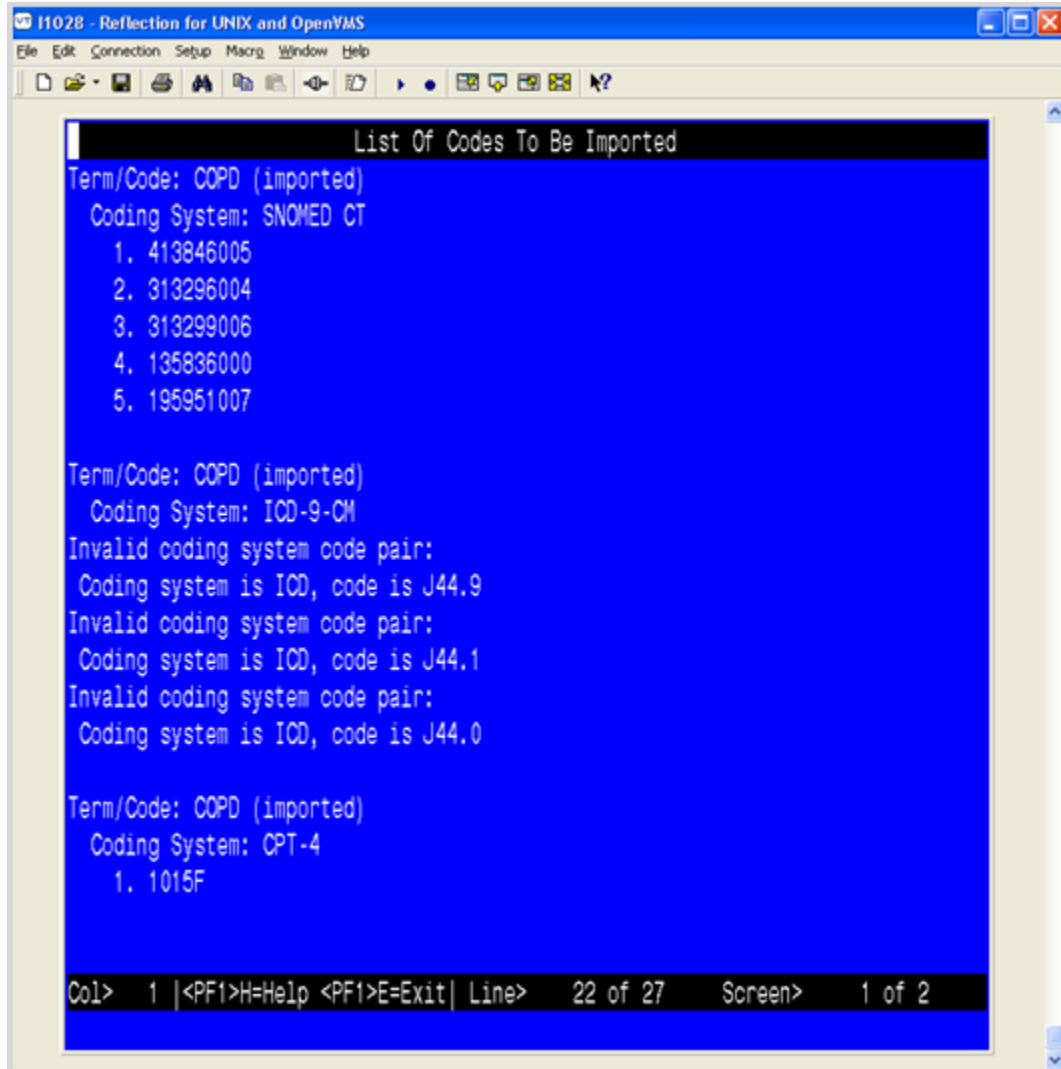 I1028 - Reflection for UNIX and OpenVMS
File Edit Connection Setup Macro Window Help
List Of Codes To Be Imported
Term/Code: COPD (imported)
Coding System: SNOMED CT
1. 413846005
2. 313296004
3. 313299006
4. 135836000
5. 195951007
Term/Code: COPD (imported)
Coding System: ICD-9-CM
Invalid coding system code pair:
Coding system is ICD, code is J44.9
Invalid coding system code pair:
Coding system is ICD, code is J44.1
Invalid coding system code pair:
Coding system is ICD, code is J44.0
Term/Code: COPD (imported)
Coding System: CPT-4
1. 1015F
Col> 1 |<PF1>H=Help <PF1>E=Exit| Line> 22 of 27 Screen> 1 of 2